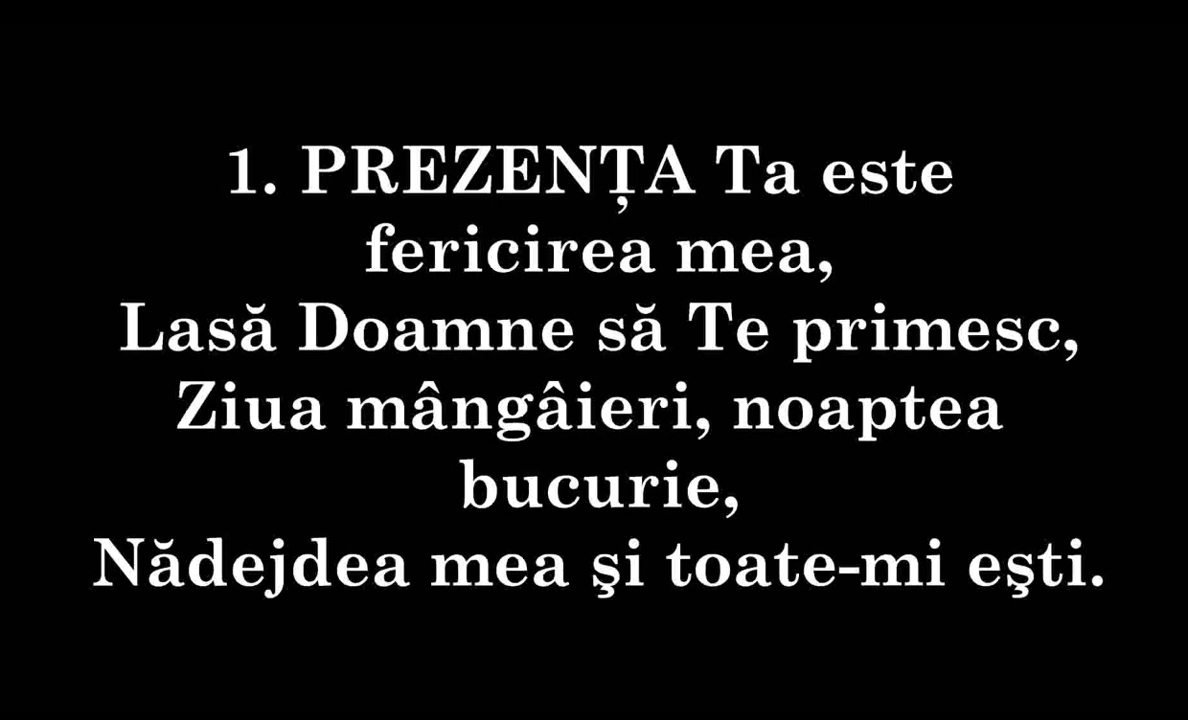 1. PREZENȚA Ta este
fericirea mea,
Lasă Doamne să Te primesc,
Ziua mângâieri, noaptea
bucurie,
Nădejdea mea şi toate-mi eşti.